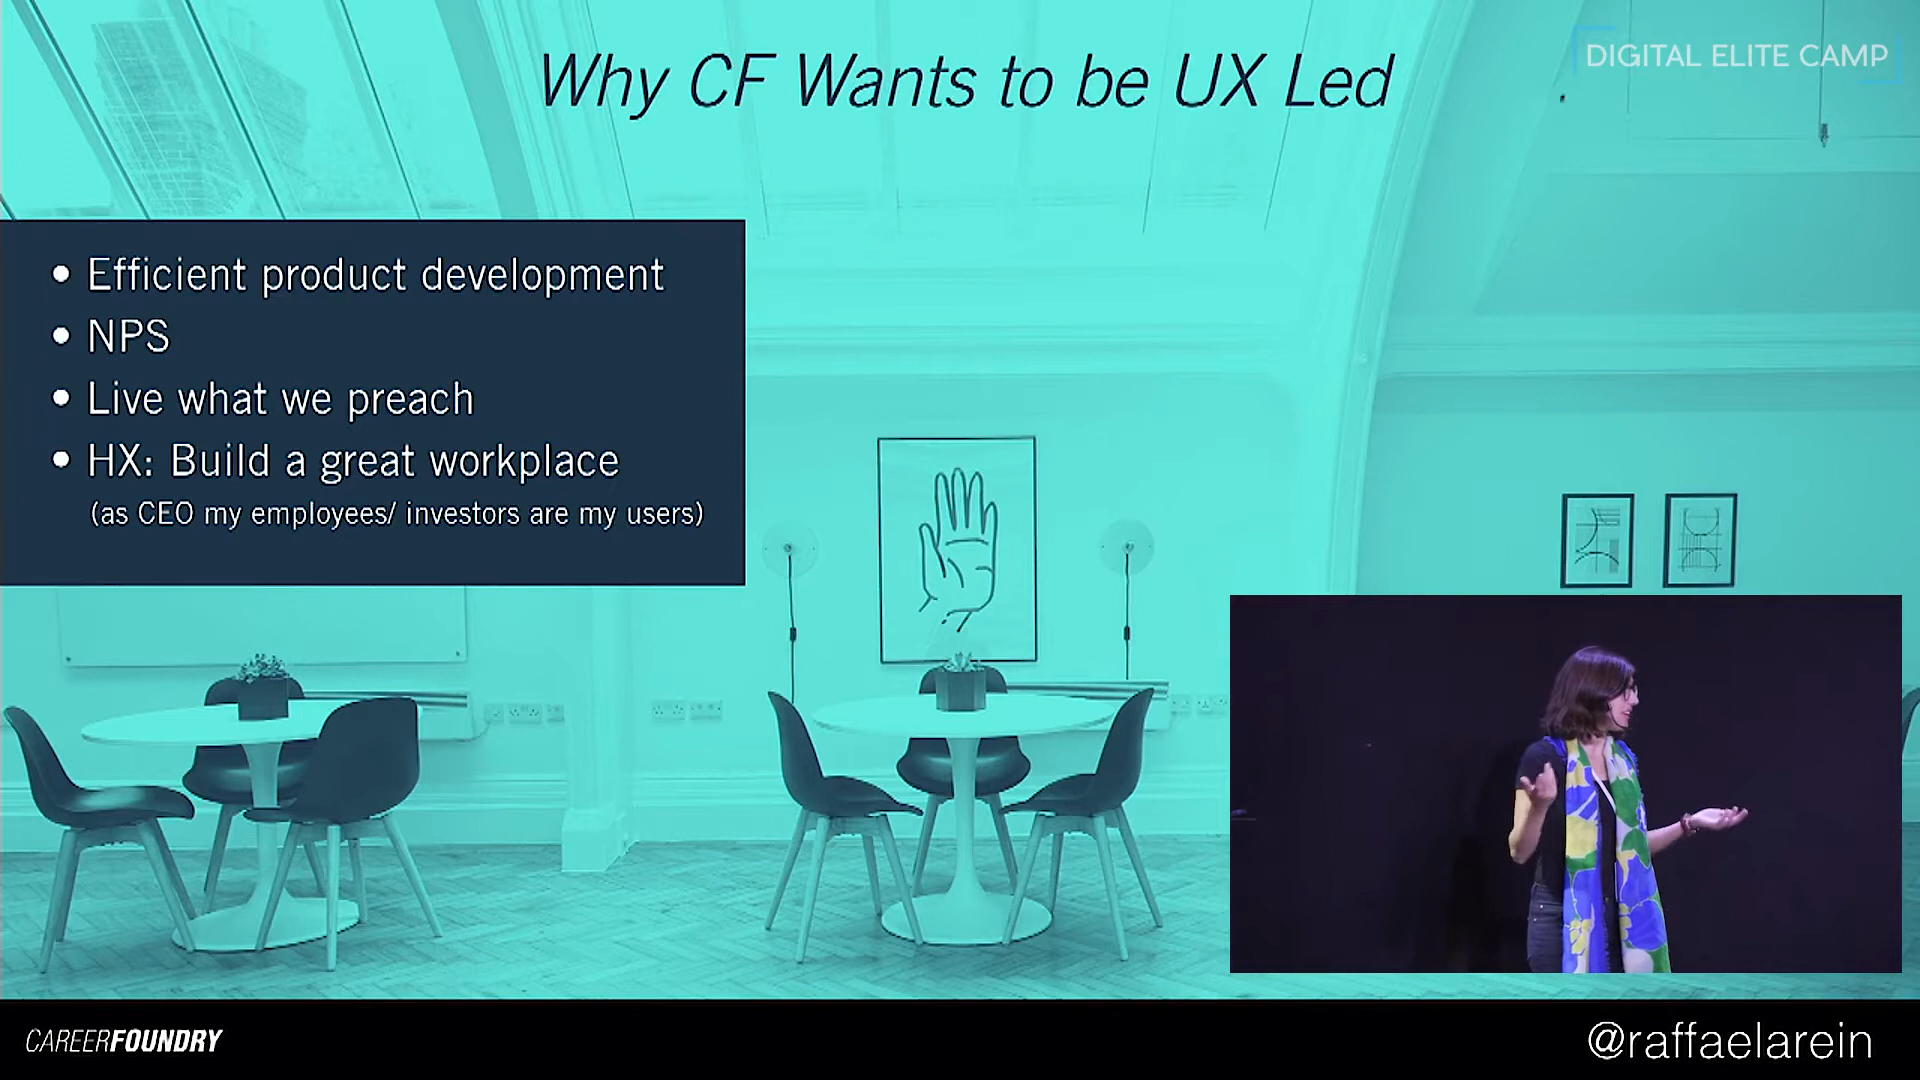 DIGITAL ELITE CAMP
Why CF Wants to be UX Led
• Efficient product development
• NPS
• Live what we preach
• HX: Build a great workplace
(as CEO my employees/ investors are my users)
CAREERFOUNDRY
@raffaelarein